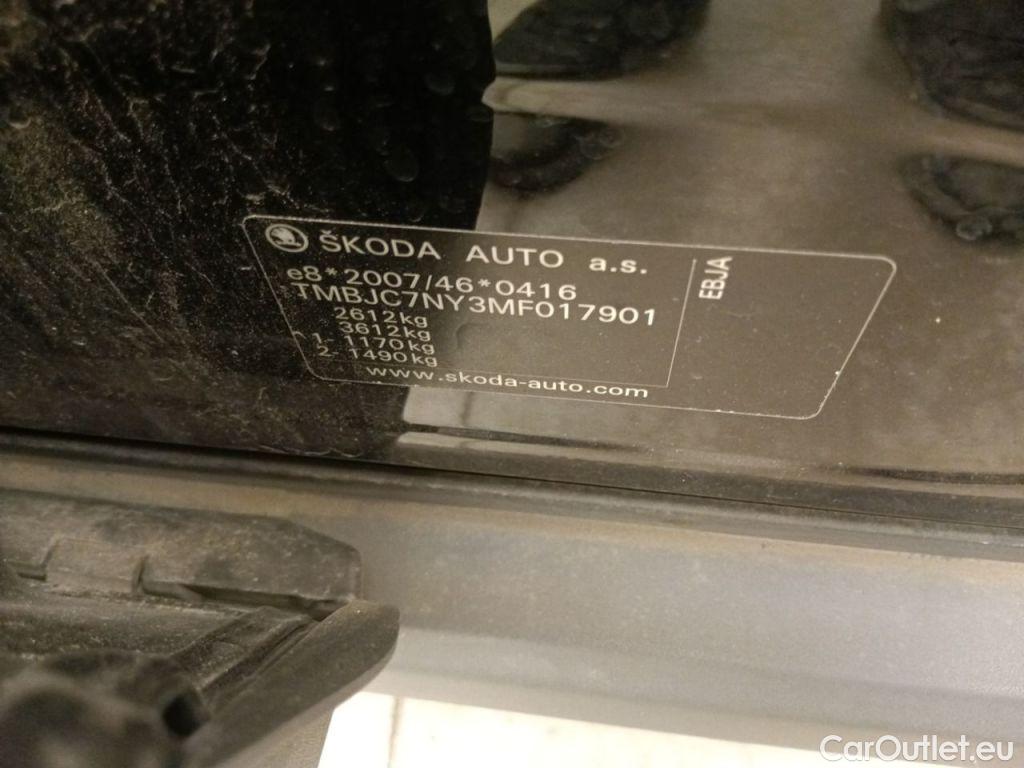 ŠKODA AUTO a.s.
e8*2007/46*0416
TMBJC7NY3MF017901
2612kg
3612kg
1.- 1170kg
2.- 1490kg
www.skoda-auto.com
EBJA
CarOutlet.eu